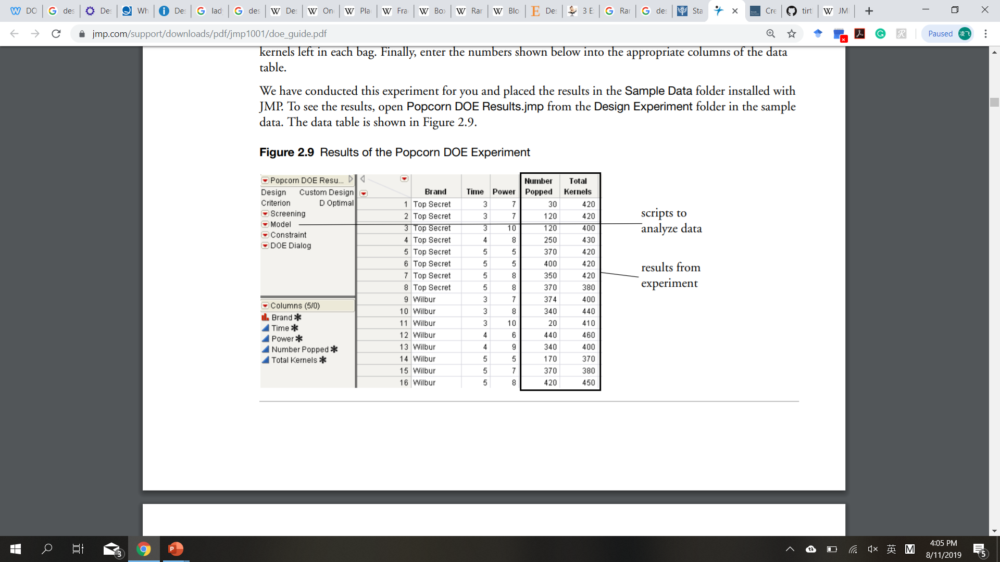 DO
des
Des
Wh
Des
lad
des
Des
On
Pla
Fra
Box
Rar
Blo
Des
3 E
Rar
des
Sta
Cre
tirt
JM
jmp.com/support/downloads/pdf/jmp1001/doe_guide.pdf
Paused
kernels left in each bag. Finally, enter the numbers shown below into the appropriate columns of the data
table.
We have conducted this experiment for you and placed the results in the Sample Data folder installed with
JMP. To see the results, open Popcorn DOE Results.jmp from the Design Experiment folder in the sample
data. The data table is shown in Figure 2.9.
Figure 2.9 Results of the Popcorn DOE Experiment
Popcorn DOE Resu...
Design Custom Design
Criterion D Optimal
Screening
Model
Constraint
DOE Dialog
Columns (5/0)
Brand *
Time *
Power *
Number Popped *
Total Kernels *
Brand Time Power Number Popped Total Kernels
1 Top Secret 3 7 30 420
2 Top Secret 3 7 120 420
3 Top Secret 3 10 120 400
4 Top Secret 4 8 250 430
5 Top Secret 5 5 370 420
6 Top Secret 5 5 400 420
7 Top Secret 5 8 350 420
8 Top Secret 5 8 370 380
9 Wilbur 3 7 374 400
10 Wilbur 3 8 340 440
11 Wilbur 3 10 20 410
12 Wilbur 4 6 440 460
13 Wilbur 4 9 340 400
14 Wilbur 5 5 170 370
15 Wilbur 5 7 370 380
16 Wilbur 5 8 420 450
scripts to
analyze data
results from
experiment
3
英
M
4:05 PM
8/11/2019
5